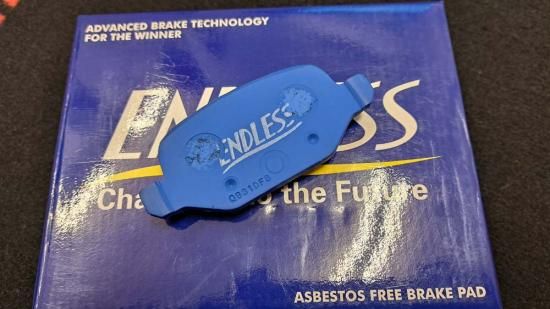 ADVANCED BRAKE TECHNOLOGY
FOR THE WINNER
ENDLESS
ENDLESS
the Future
ASBESTOS FREE BRAKE PAD